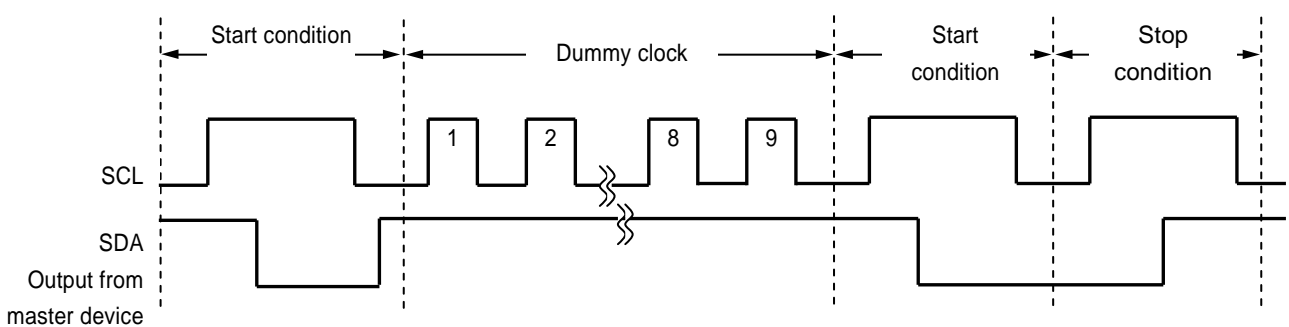 Start condition
Dummy clock
Start
condition
Stop
condition
1
2
8
9
SCL
SDA
Output from
master device